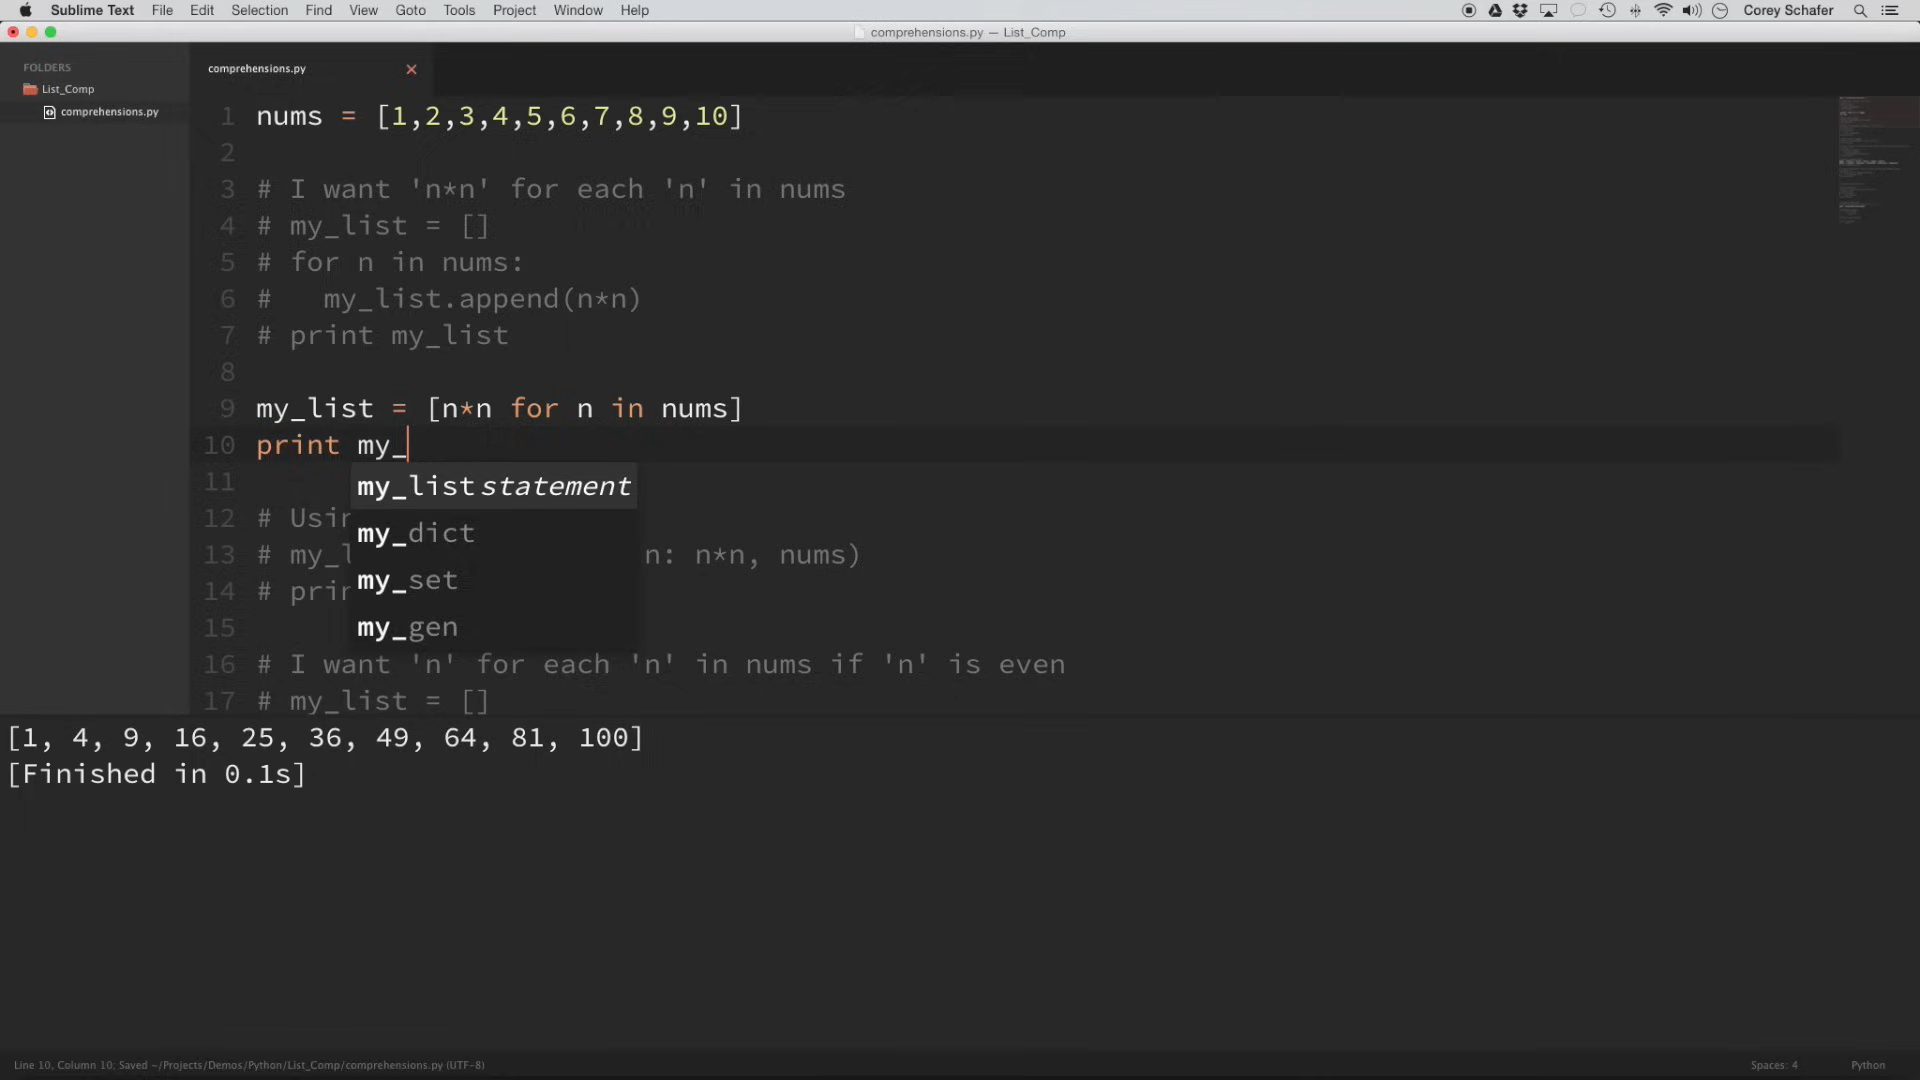 Sublime Text File Edit Selection Find View Goto Tools Project Window Help Corey Schafer
comprehensions.py — List_Comp
FOLDERS
List_Comp
comprehensions.py
comprehensions.py
1 nums = [1,2,3,4,5,6,7,8,9,10]
2
3 # I want 'n*n' for each 'n' in nums
4 # my_list = []
5 # for n in nums:
6 #   my_list.append(n*n)
7 # print my_list
8
9 my_list = [n*n for n in nums]
10 print my_
my_list statement
my_dict
my_set
my_gen
11
12 # Usin
13 # my_l n: n*n, nums)
14 # prin
15
16 # I want 'n' for each 'n' in nums if 'n' is even
17 # my_list = []
[1, 4, 9, 16, 25, 36, 49, 64, 81, 100]
[Finished in 0.1s]
Line 10, Column 10; Saved ~/Projects/Demos/Python/List_Comp/comprehensions.py (UTF-8) Spaces: 4 Python